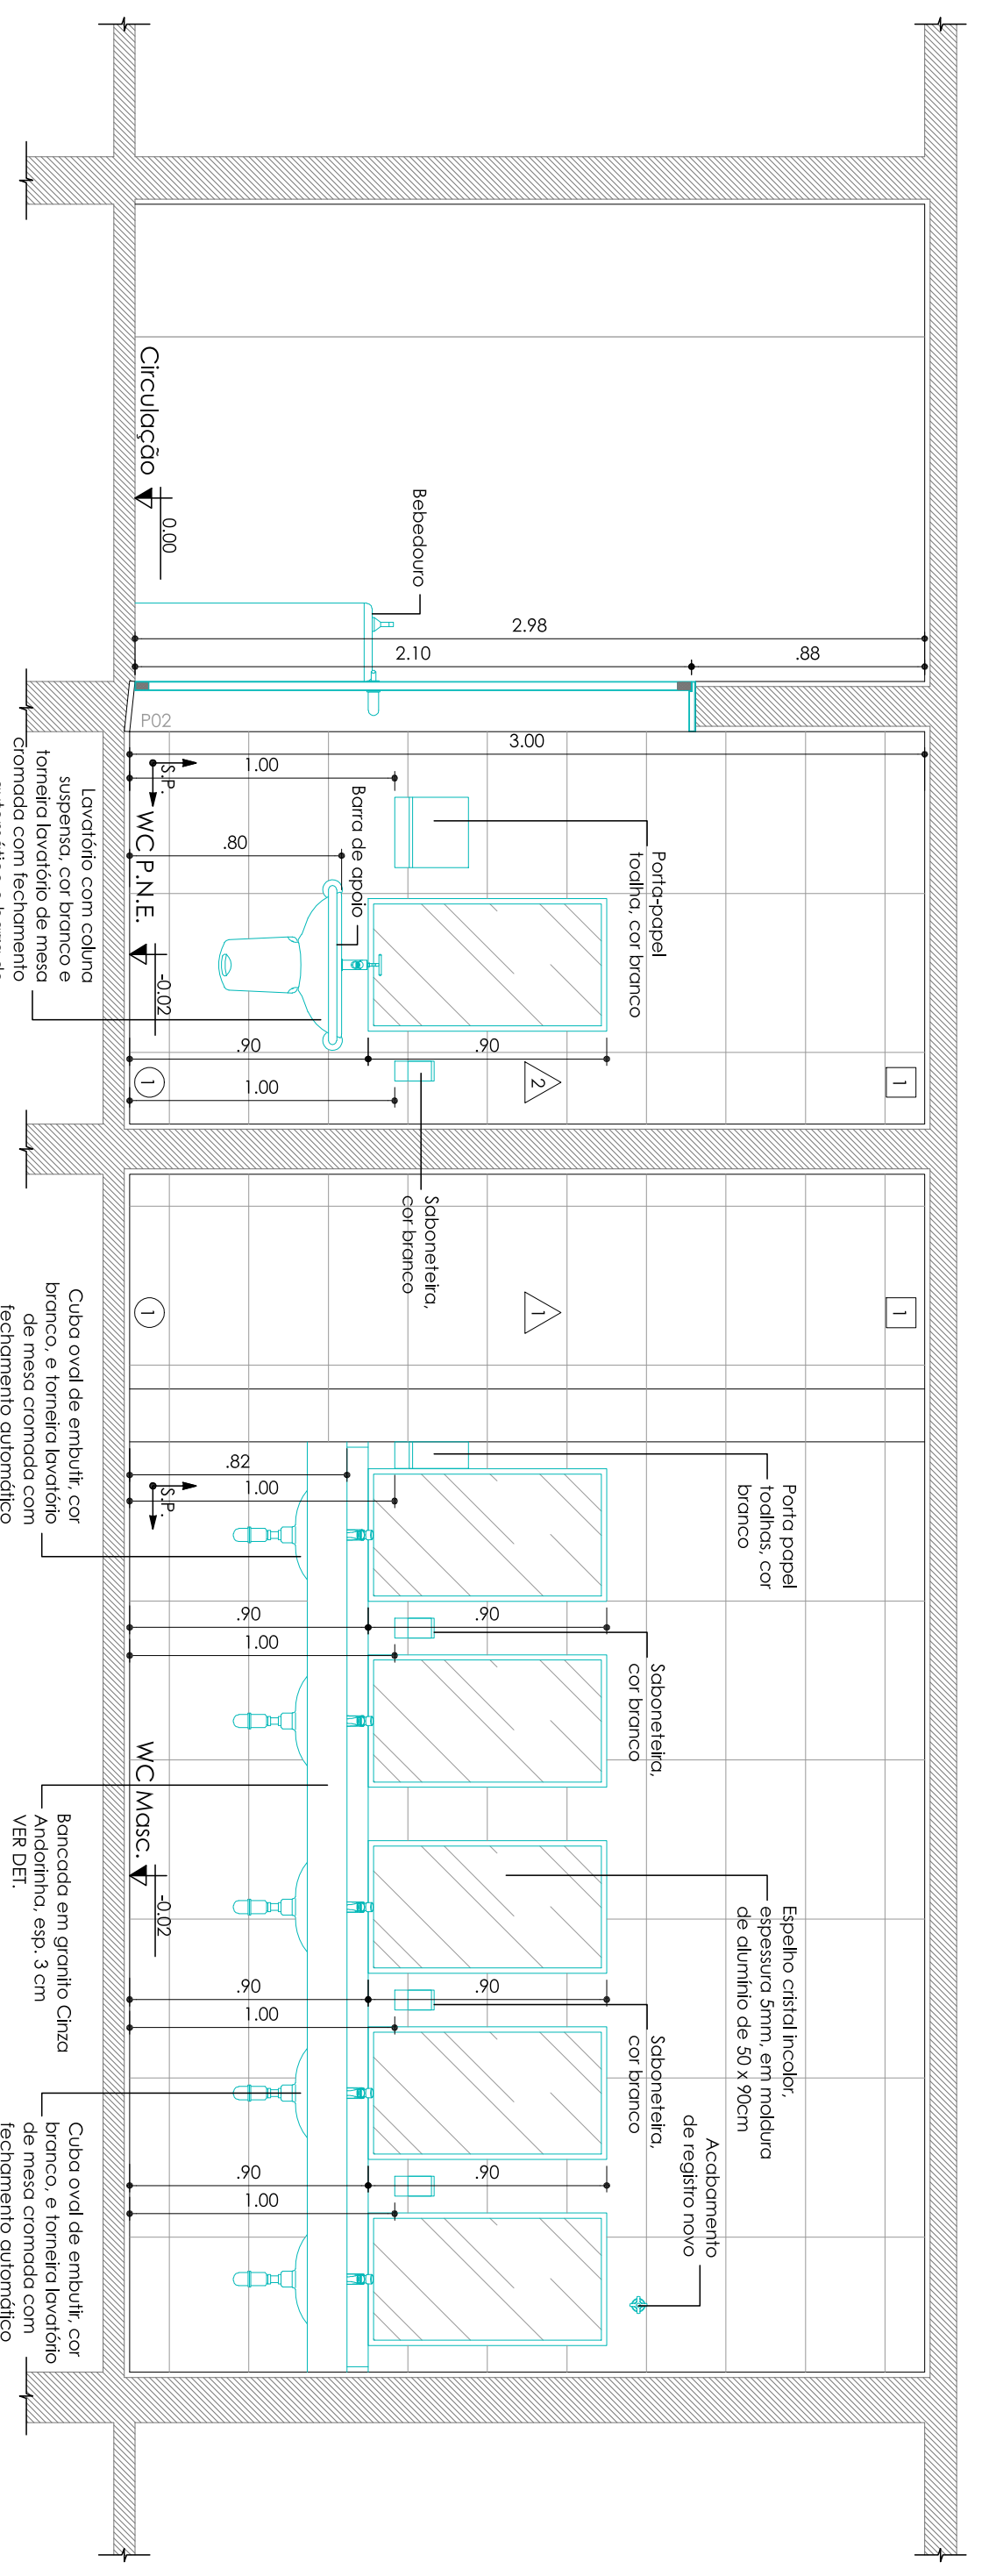 Circulação
0.00
Bebedouro
2.98
2.10
.88
P02
3.00
1.00
S.P.
WC P.N.E.
-0.02
.80
Barra de apoio
Porta-papel
toalha, cor branco
Lavatório com coluna
suspensa, cor branco e
torneira lavatório de mesa
cromada com fechamento
.90
.90
1.00
1
2
1
Saboneteira,
cor branco
1
1
1
Cuba oval de embutir, cor
branco, e torneira lavatório
de mesa cromada com
fechamento automático
.82
1.00
S.P.
Porta papel
toalhas, cor
branco
.90
.90
1.00
Saboneteira,
cor branco
WC Masc.
-0.02
Bancada em granito Cinza
Andorinha, esp. 3 cm
VER DET.
Espelho cristal incolor,
espessura 5mm, em moldura
de alumínio de 50 x 90cm
.90
.90
1.00
Saboneteira,
cor branco
Acabamento
de registro novo
.90
.90
1.00
Cuba oval de embutir, cor
branco, e torneira lavatório
de mesa cromada com
fechamento automático